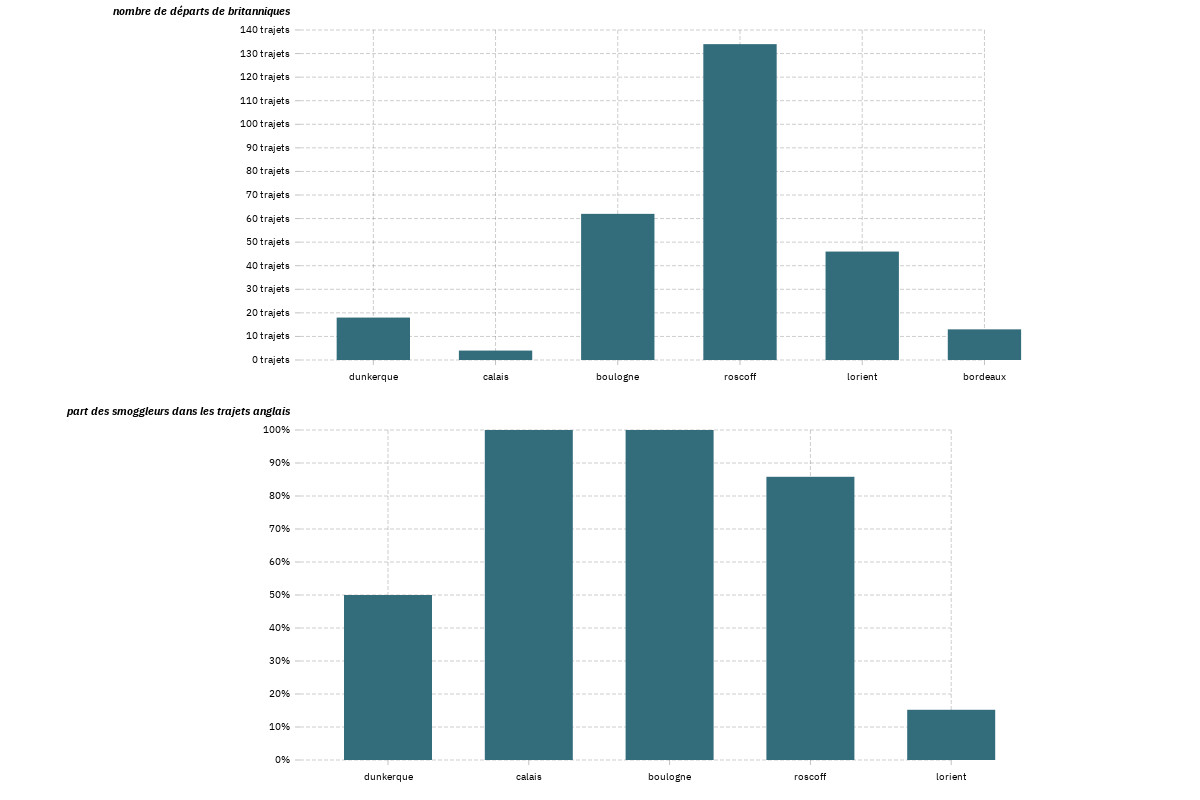 nombre de départs de britanniques
140 trajets
130 trajets
120 trajets
110 trajets
100 trajets
90 trajets
80 trajets
70 trajets
60 trajets
50 trajets
40 trajets
30 trajets
20 trajets
10 trajets
0 trajets
dunkerque calais boulogne roscoff lorient bordeaux
part des smoggleurs dans les trajets anglais
100%
90%
80%
70%
60%
50%
40%
30%
20%
10%
0%
dunkerque calais boulogne roscoff lorient